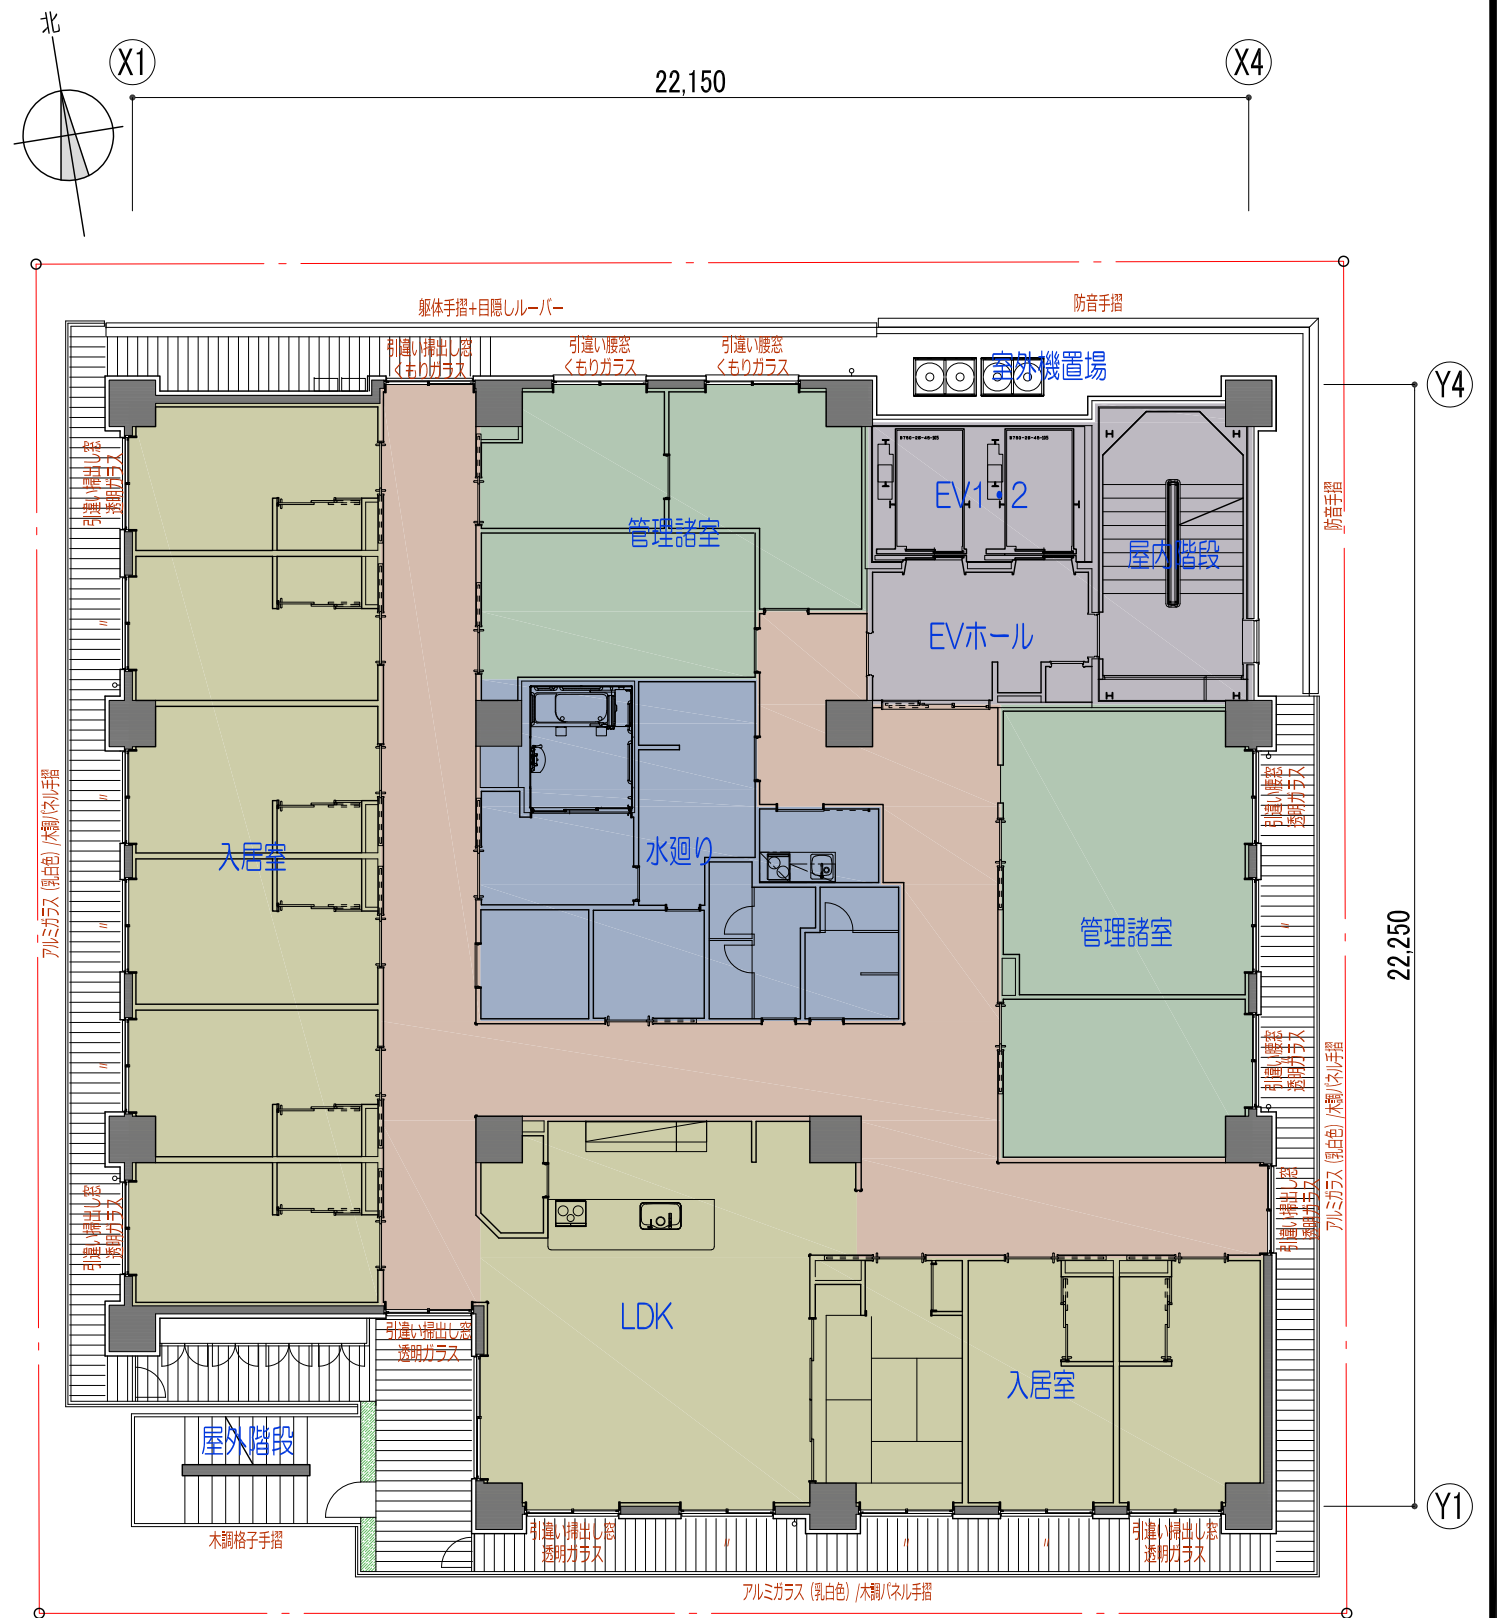 北
X1
X4
22,150
躯体手摺+目隠しルーバー
防音手摺
引違い掃出し窓
くもりガラス
引違い腰窓
くもりガラス
引違い腰窓
くもりガラス
室外機置場
Y4
引違い掃出し窓
透明ガラス
管理諸室
EV1・2
屋内階段
防音手摺
〃
EVホール
アルミガラス（乳白色）/木調パネル手摺
〃
引違い腰窓
透明ガラス
入居室
水廻り
〃
管理諸室
〃
22,250
〃
引違い腰窓
透明ガラス
アルミガラス（乳白色）/木調パネル手摺
引違い掃出し窓
透明ガラス
引違い掃出し窓
透明ガラス
LDK
引違い掃出し窓
透明ガラス
入居室
屋外階段
Y1
木調格子手摺
引違い掃出し窓
透明ガラス
〃
〃
〃
引違い掃出し窓
透明ガラス
アルミガラス（乳白色）/木調パネル手摺